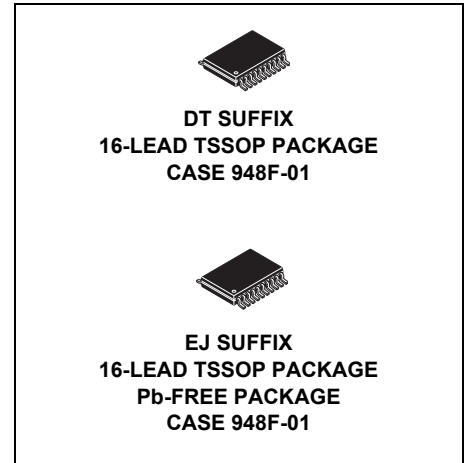 DT SUFFIX
16-LEAD TSSOP PACKAGE
CASE 948F-01
EJ SUFFIX
16-LEAD TSSOP PACKAGE
Pb-FREE PACKAGE
CASE 948F-01